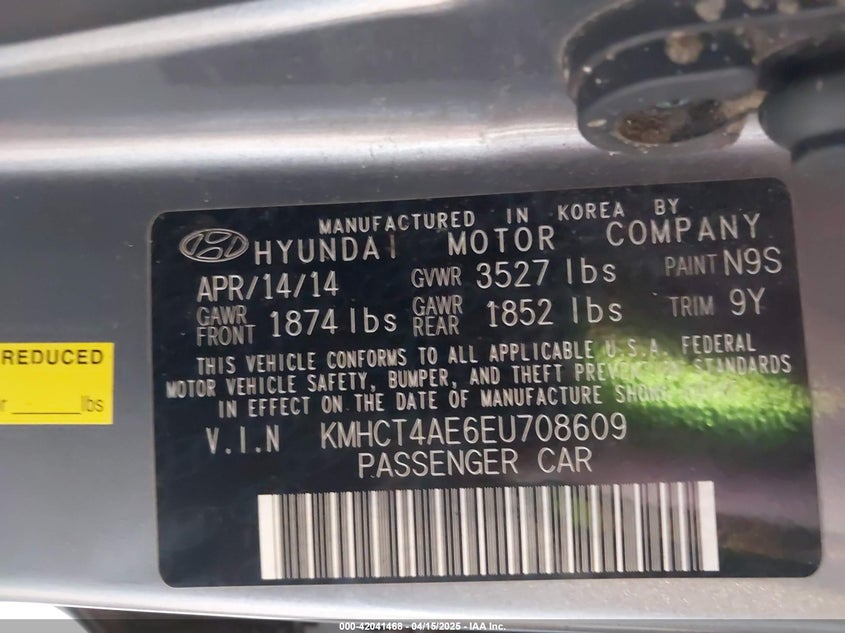 MANUFACTURED IN KOREA BY
HYUNDAI MOTOR COMPANY
APR/14/14 GVWR 3527 lbs PAINT N9S
GAWR FRONT 1874 lbs GAWR REAR 1852 lbs TRIM 9Y
THIS VEHICLE CONFORMS TO ALL APPLICABLE U.S.A. FEDERAL
MOTOR VEHICLE SAFETY, BUMPER, AND THEFT PREVENTION STANDARDS
IN EFFECT ON THE DATE OF MANUFACTURE SHOWN
V.I.N KMHCT4AE6EU708609
PASSENGER CAR
REDUCED
lbs
000-42041468 - 04/15/2025 - IAA Inc.